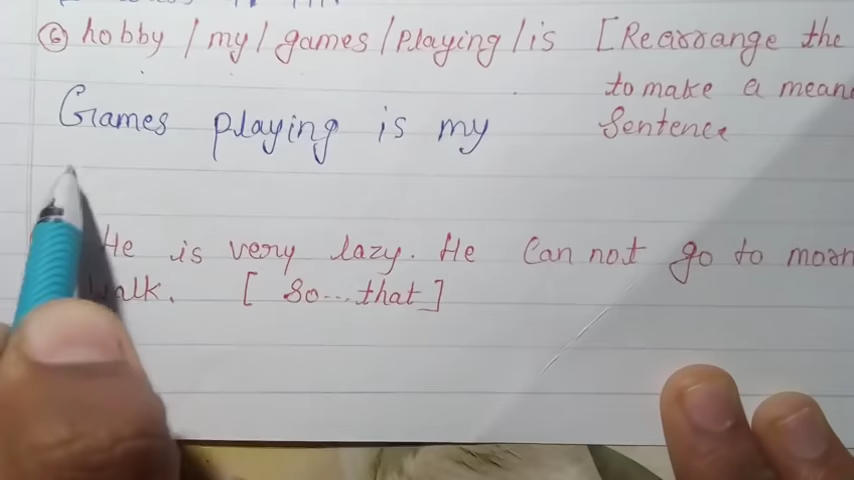 ⑥ hobby / my / games / Playing / is [Rearrange the
to make a mean
Sentence
Games playing is my
He is very lazy. He Can not go to morn
walk. [ So...that ]